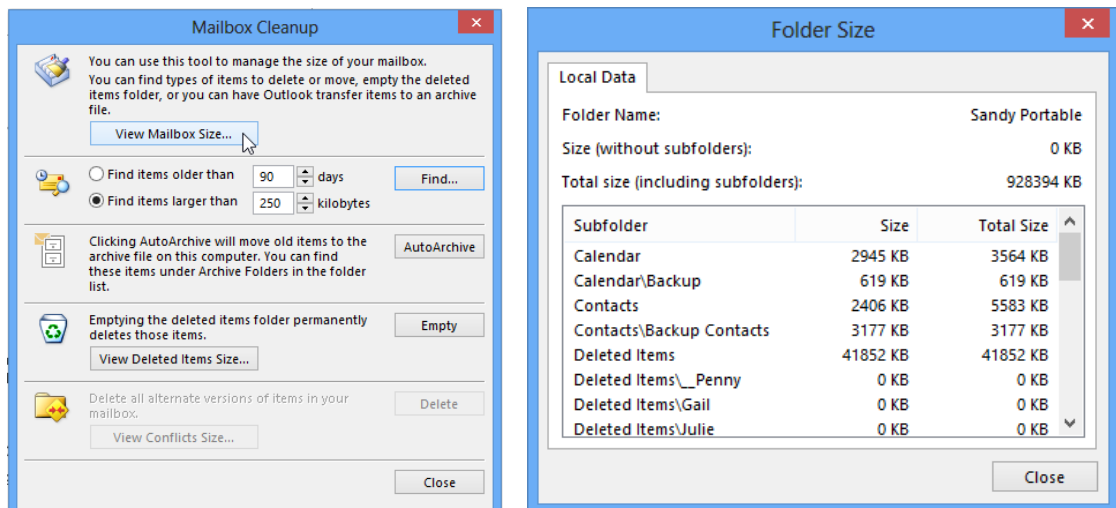 Mailbox Cleanup
You can use this tool to manage the size of your mailbox.
You can find types of items to delete or move, empty the deleted
items folder, or you can have Outlook transfer items to an archive
file.
View Mailbox Size...
Find items older than 90 days
Find...
Find items larger than 250 kilobytes
Clicking AutoArchive will move old items to the
archive file on this computer. You can find
these items under Archive Folders in the folder
list.
AutoArchive
Emptying the deleted items folder permanently
deletes those items.
Empty
View Deleted Items Size...
Delete all alternate versions of items in your
mailbox.
Delete
View Conflicts Size...
Close
Folder Size
Local Data
Folder Name: Sandy Portable
Size (without subfolders): 0 KB
Total size (including subfolders): 928394 KB
Subfolder Size Total Size
Calendar 2945 KB 3564 KB
Calendar\Backup 619 KB 619 KB
Contacts 2406 KB 5583 KB
Contacts\Backup Contacts 3177 KB 3177 KB
Deleted Items 41852 KB 41852 KB
Deleted Items\__Penny 0 KB 0 KB
Deleted Items\Gail 0 KB 0 KB
Deleted Items\Julie 0 KB 0 KB
Close